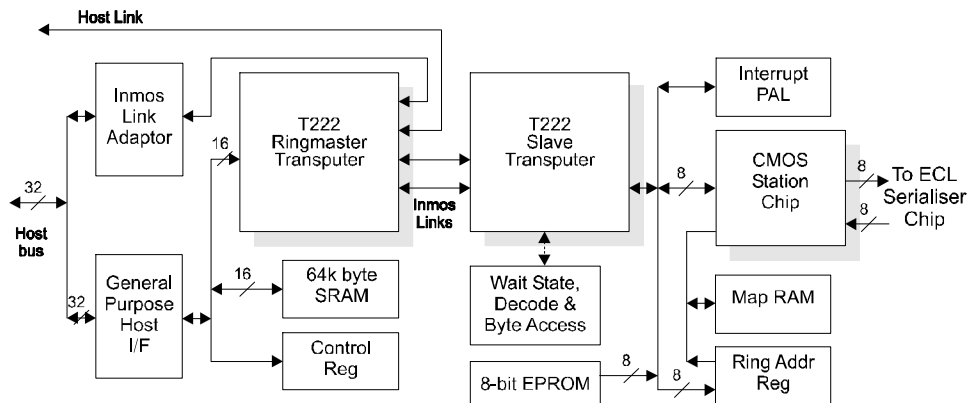 Host Link
Inmos
Link
Adaptor
T222
Ringmaster
Transputer
T222
Slave
Transputer
Interrupt
PAL
16
32
Host
bus
Inmos
Links
8
CMOS
Station
Chip
8
8
To ECL
Serialiser
Chip
32
General
Purpose
Host
I/F
16
64k byte
SRAM
Control
Reg
Wait State,
Decode &
Byte Access
8-bit EPROM
8
8
Map RAM
Ring Addr
Reg